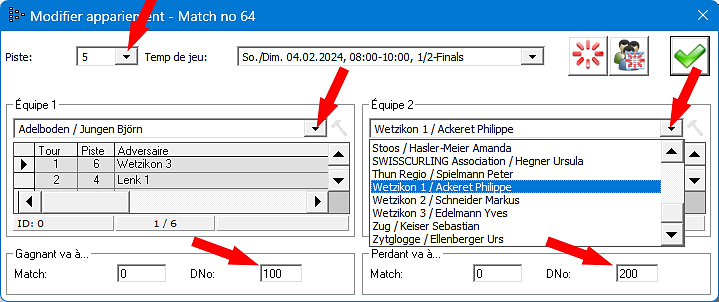 Modifier appariement - Match no 64
Piste: 5 Temp de jeu: So./Dim. 04.02.2024, 08:00-10:00, 1/2-Finals
Équipe 1
Adelboden / Jungen Björn
Tour Piste Adversaire
1 6 Wetzikon 3
2 4 Lenk 1
ID: 0 1 / 6
Équipe 2
Wetzikon 1 / Ackeret Philippe
Stoos / Hasler-Meier Amanda
SWISSCURLING Association / Hegner Ursula
Thun Regio / Spielmann Peter
Wetzikon 1 / Ackeret Philippe
Wetzikon 2 / Schneider Markus
Wetzikon 3 / Edelmann Yves
Zug / Keiser Sebastian
Zytglogge / Ellenberger Urs
Gagnant va à...
Match: 0 DNo: 100
Perdant va à...
Match: 0 DNo: 200